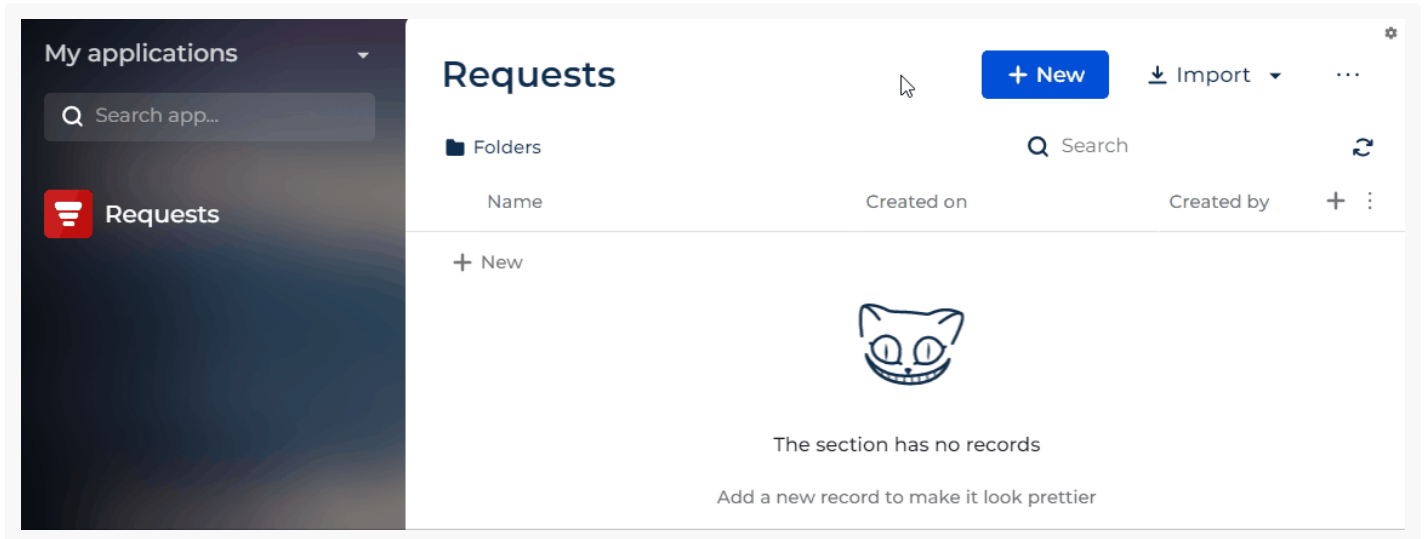 My applications
Search app...
Requests
Requests
+ New
Import
...
Folders
Search
Name
Created on
Created by
+ New
The section has no records
Add a new record to make it look prettier